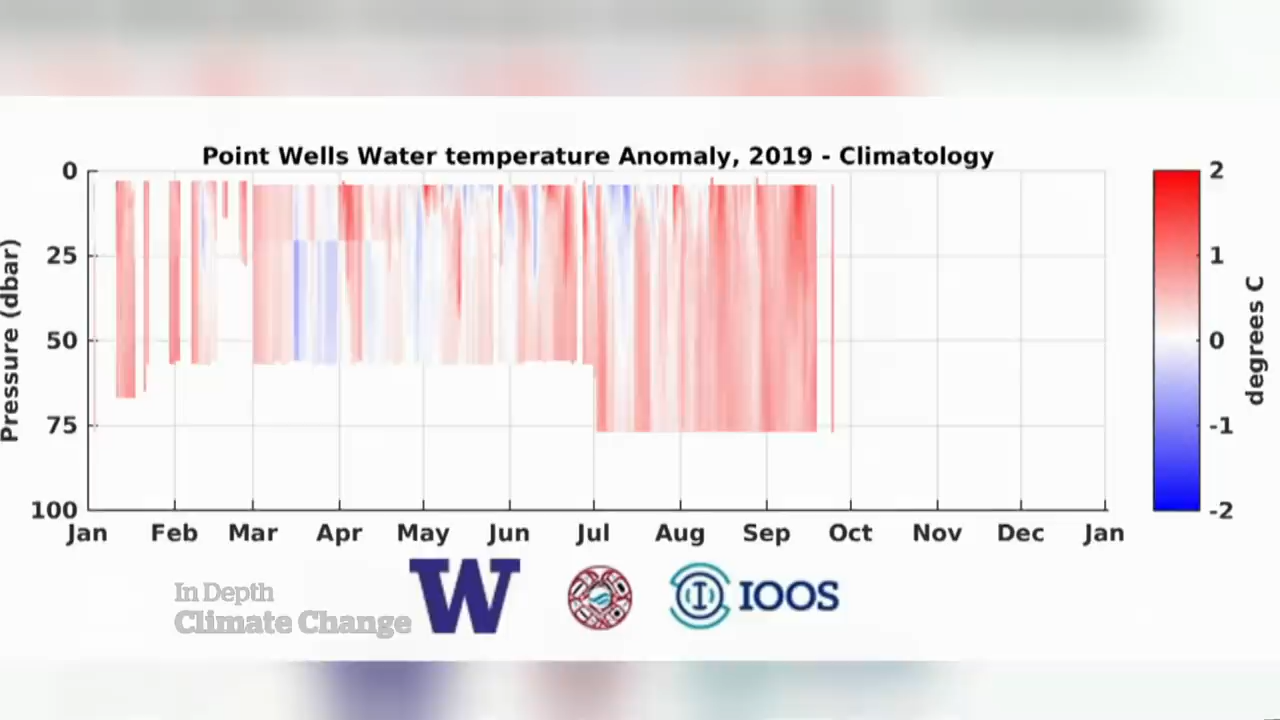 Point Wells Water temperature Anomaly, 2019 - Climatology
0
25
50
75
100
Pressure (dbar)
Jan Feb Mar Apr May Jun Jul Aug Sep Oct Nov Dec Jan
2
1
0
-1
-2
degrees C
In Depth
Climate Change
W
IOOS